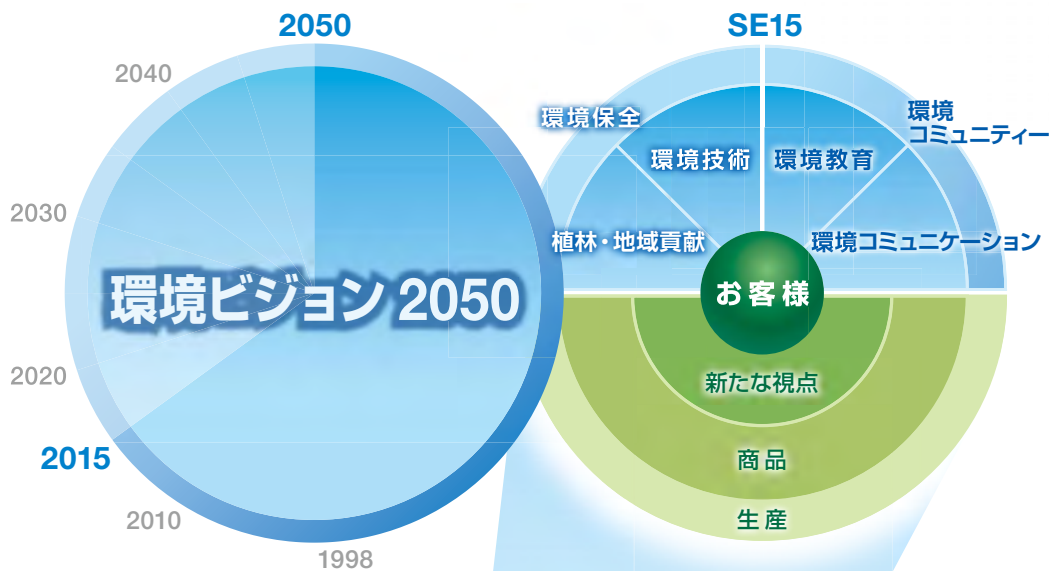 2050
2040
2030
2020
2015
2010
1998
環境ビジョン 2050
SE15
環境保全
環境技術
環境教育
環境
コミュニティー
植林・地域貢献
環境コミュニケーション
お客様
新たな視点
商品
生産